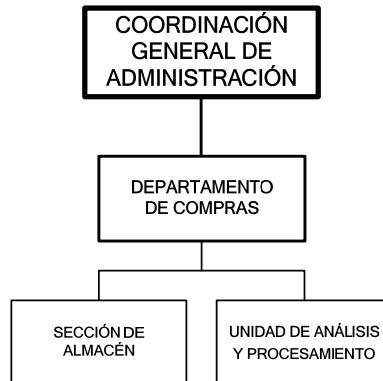 COORDINACIÓN
GENERAL DE
ADMINISTRACIÓN
DEPARTAMENTO
DE COMPRAS
SECCIÓN DE
ALMACÉN
UNIDAD DE ANÁLISIS
Y PROCESAMIENTO